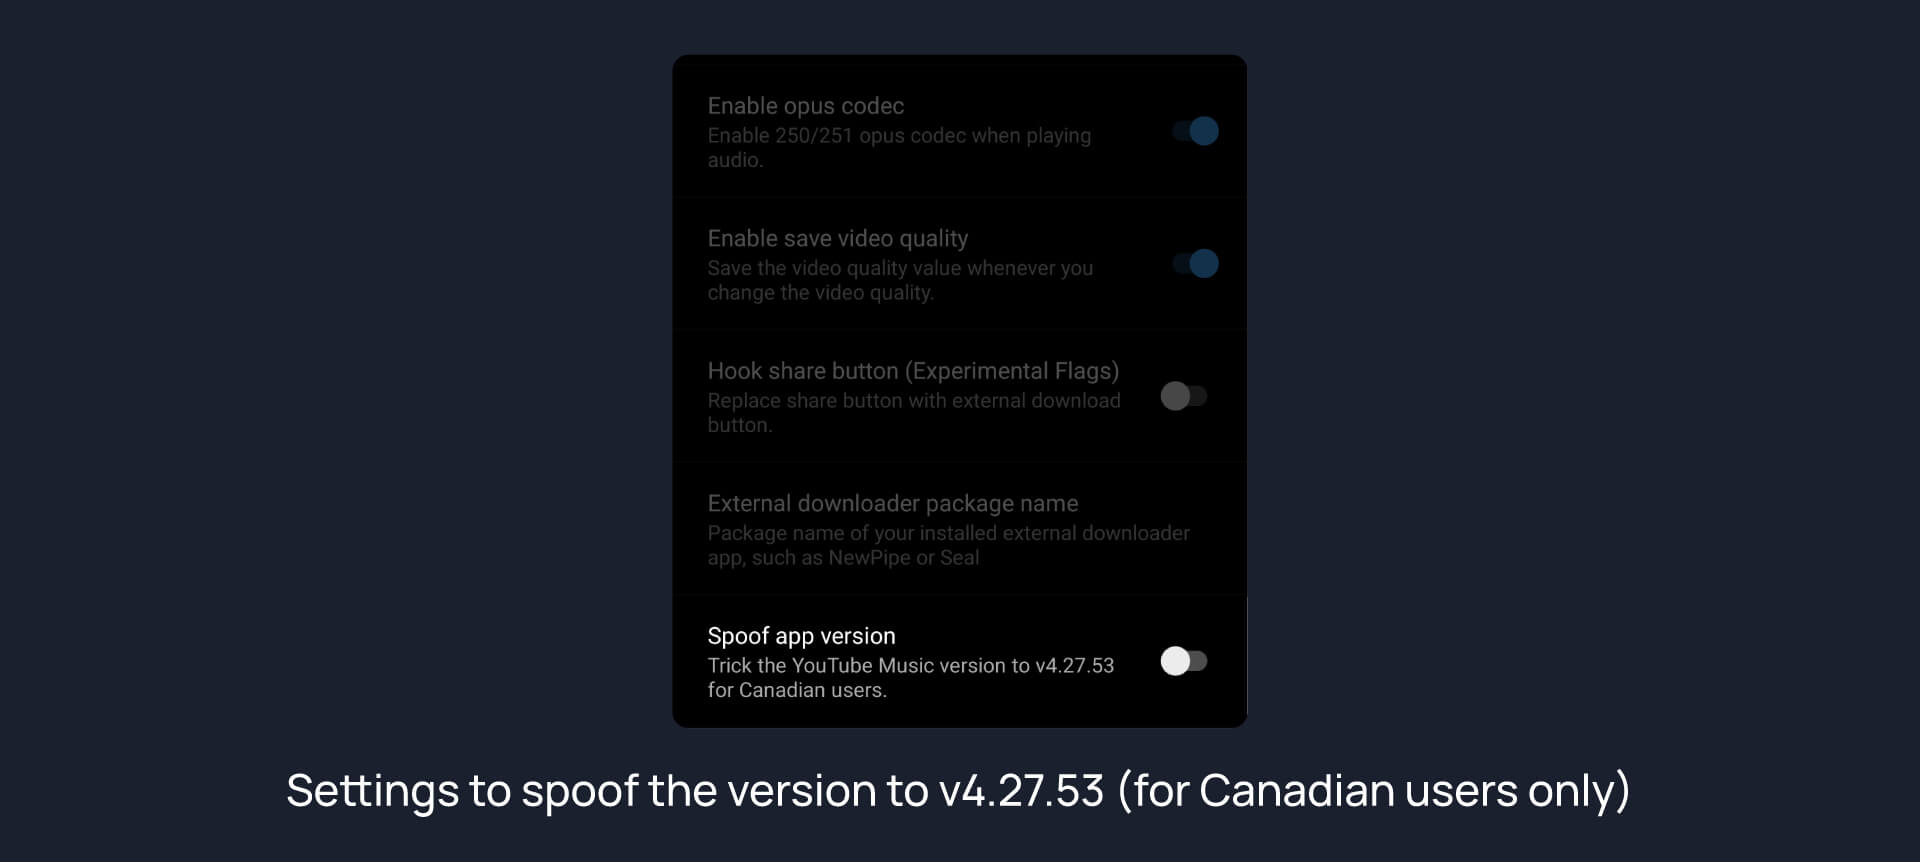 Enable opus codec
Enable 250/251 opus codec when playing
audio.
Enable save video quality
Save the video quality value whenever you
change the video quality.
Hook share button (Experimental Flags)
Replace share button with external download
button.
External downloader package name
Package name of your installed external downloader
app, such as NewPipe or Seal
Spoof app version
Trick the YouTube Music version to v4.27.53
for Canadian users.
Settings to spoof the version to v4.27.53 (for Canadian users only)